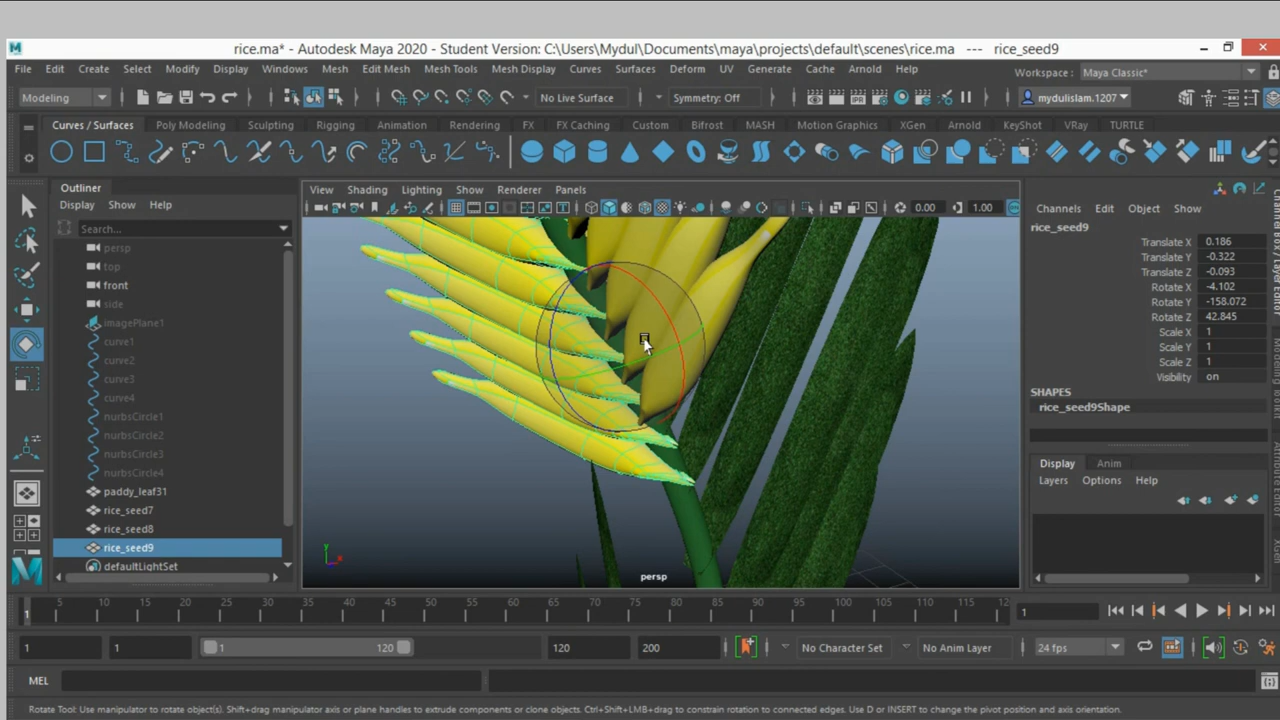 rice.ma* - Autodesk Maya 2020 - Student Version: C:\Users\Mydul\Documents\maya\projects\default\scenes\rice.ma --- rice_seed9
File Edit Create Select Modify Display Windows Mesh Edit Mesh Mesh Tools Mesh Display Curves Surfaces Deform UV Generate Cache Arnold Help
Workspace : Maya Classic*
Modeling
No Live Surface
Symmetry: Off
mydulislam.1207
Curves / Surfaces Poly Modeling Sculpting Rigging Animation Rendering FX FX Caching Custom Bifrost MASH Motion Graphics XGen Arnold KeyShot VRay TURTLE
Outliner
Display Show Help
Search...
persp
top
front
side
imagePlane1
curve1
curve2
curve3
curve4
nurbsCircle1
nurbsCircle2
nurbsCircle3
nurbsCircle4
paddy_leaf31
rice_seed7
rice_seed8
rice_seed9
defaultLightSet
View Shading Lighting Show Renderer Panels
0.00 1.00
persp
Channels Edit Object Show
rice_seed9
Translate X 0.186
Translate Y -0.322
Translate Z -0.093
Rotate X -4.102
Rotate Y -158.072
Rotate Z 42.845
Scale X 1
Scale Y 1
Scale Z 1
Visibility on
SHAPES
rice_seed9Shape
Display Anim
Layers Options Help
5 10 15 20 25 30 35 40 45 50 55 60 65 70 75 80 85 90 95 100 105 110 115 12
1
1
1 1 1 120 120 200 No Character Set No Anim Layer 24 fps
MEL
Rotate Tool: Use manipulator to rotate object(s). Shift+drag manipulator axis or plane handles to extrude components or clone objects. Ctrl+Shift+LMB+drag to constrain rotation to connected edges. Use D or INSERT to change the pivot position and axis orientation.